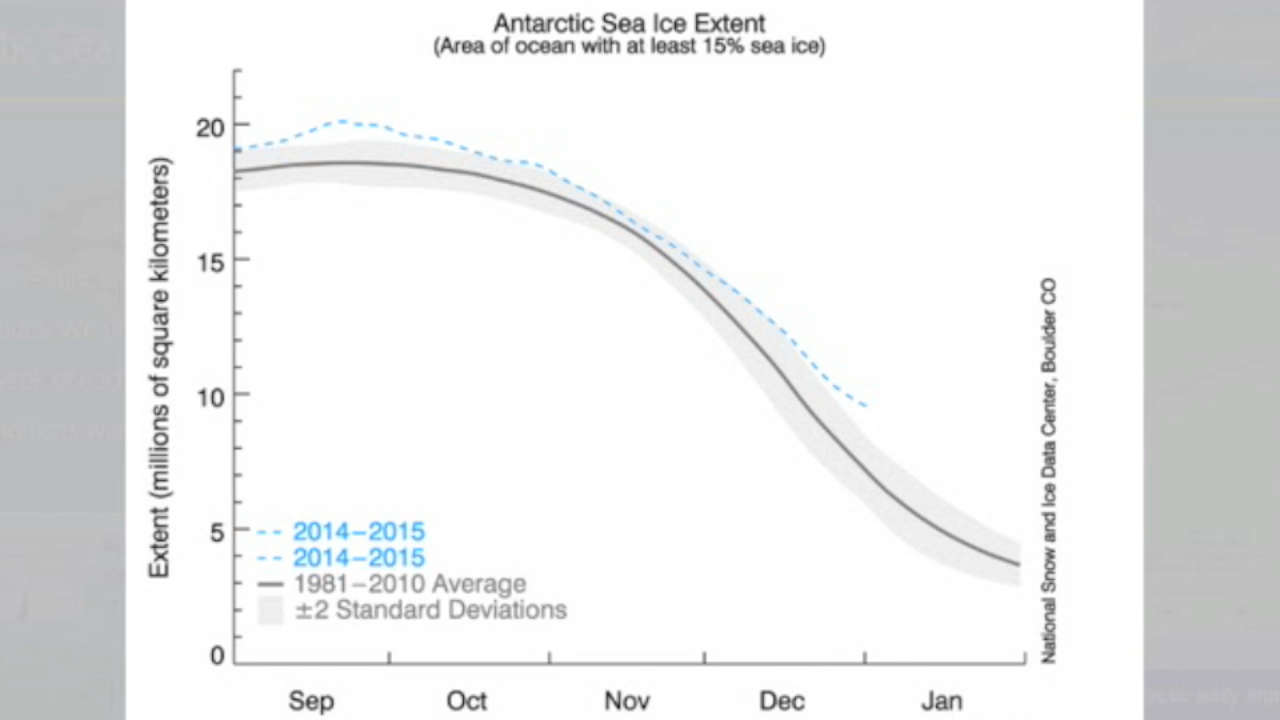 Antarctic Sea Ice Extent
(Area of ocean with at least 15% sea ice)
Extent (millions of square kilometers)
20
15
10
5
0
2014–2015
2014–2015
1981–2010 Average
±2 Standard Deviations
Sep Oct Nov Dec Jan
National Snow and Ice Data Center, Boulder CO